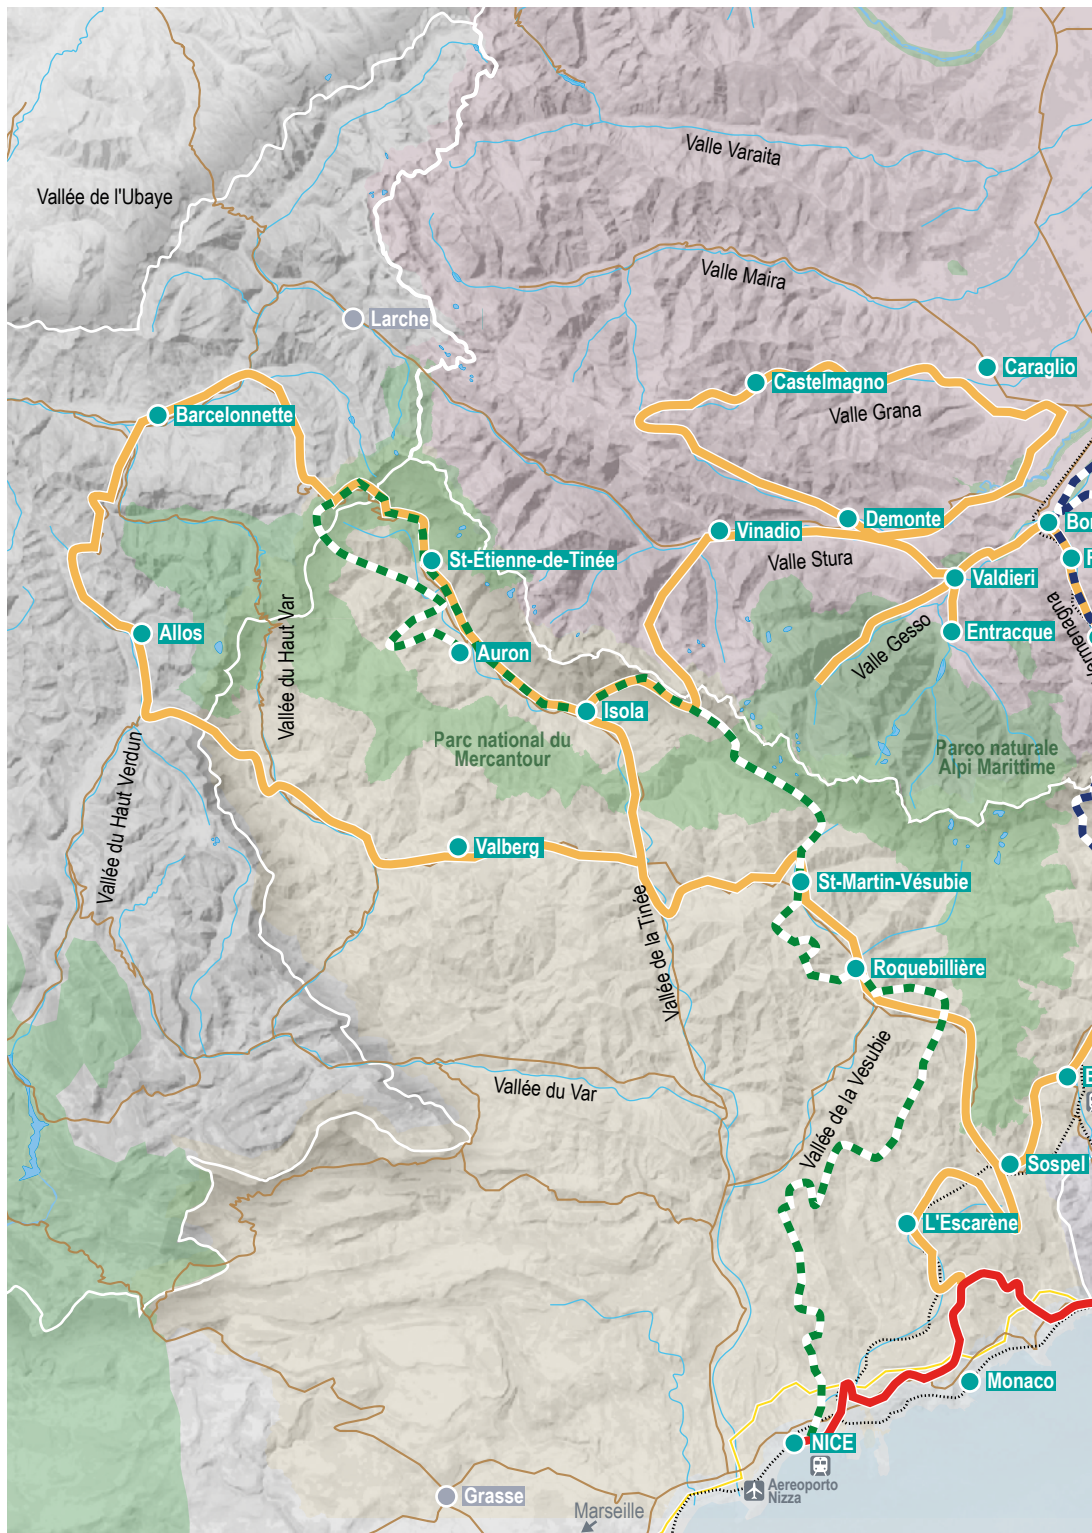 Valle Varaita
Vallée de l'Ubaye
Valle Maira
Larche
Caraglio
Castelmagno
Valle Grana
Barcelonnette
Demonte
Vinadio
Valle Stura
St-Étienne-de-Tinée
Valdieri
Allos
Vallée du Haut Var
Auron
Valle Gesso
Entracque
Isola
Parc national du
Mercantour
Parco naturale
Alpi Marittime
Vallée du Haut Verdun
Valberg
St-Martin-Vésubie
Vallée de la Tinée
Roquebillière
Vallée du Var
Vallée de la Vesubie
Sospel
L'Escarène
Monaco
NICE
Aereoporto
Nizza
Grasse
Marseille